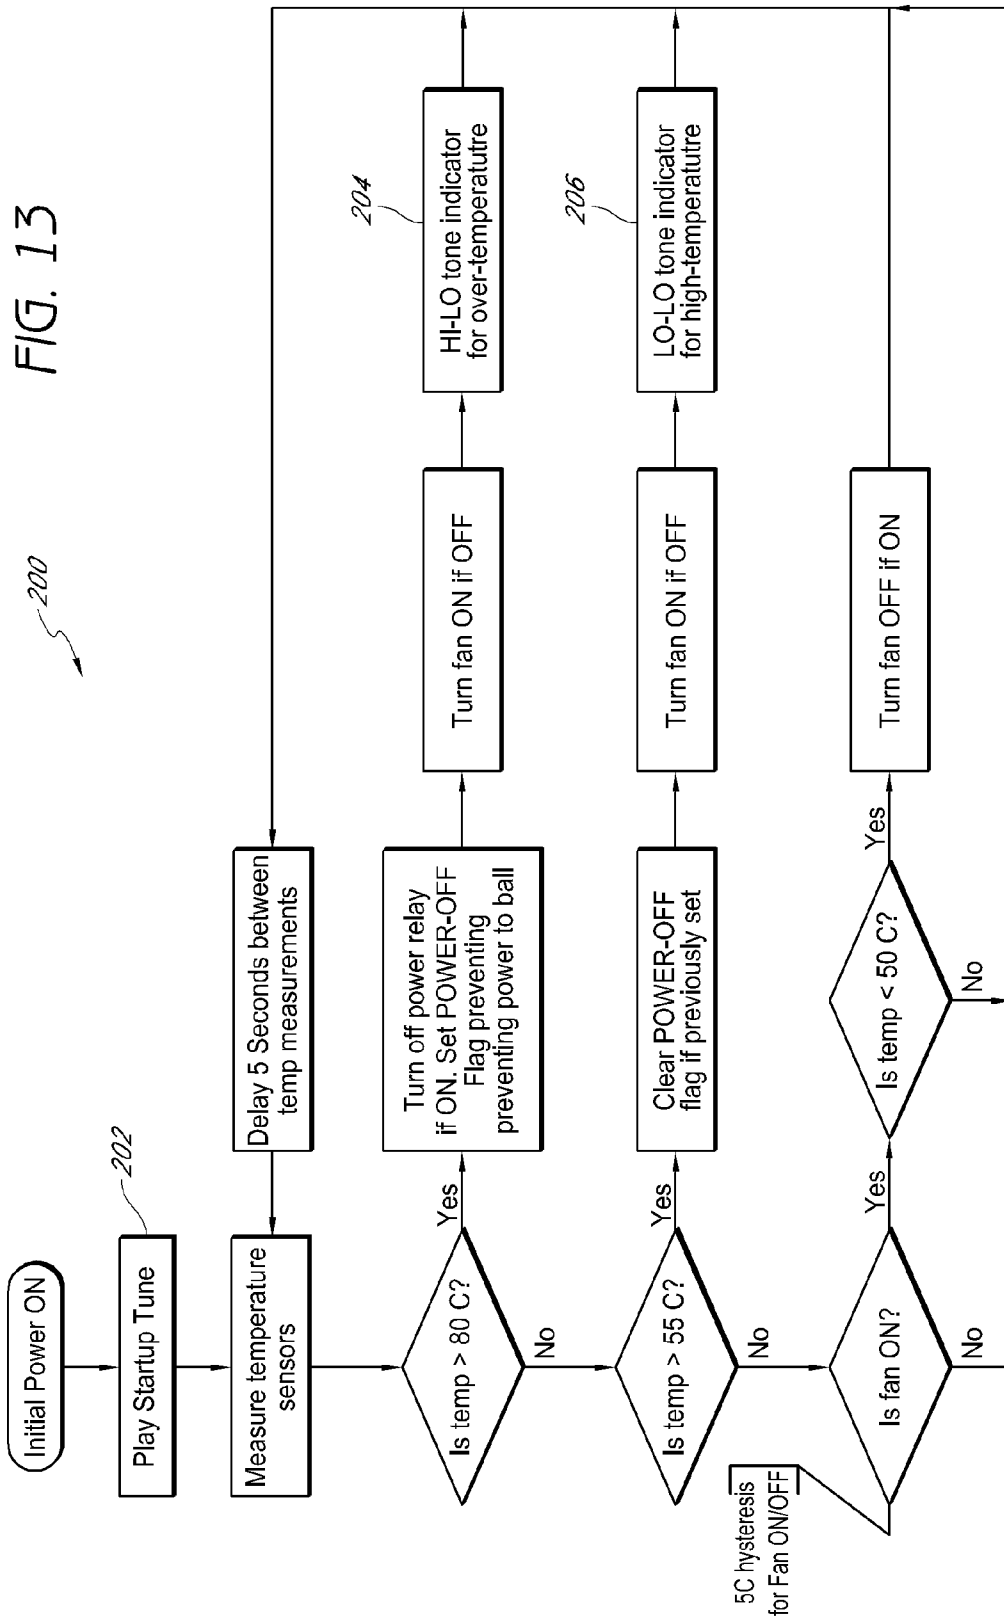 FIG. 13
200
Initial Power ON
Play Startup Tune
202
Measure temperature
sensors
Delay 5 Seconds between
temp measurements
Is temp > 80 C?
Yes
No
Turn off power relay
if ON. Set POWER-OFF
Flag preventing
preventing power to ball
Turn fan ON if OFF
HI-LO tone indicator
for over-temperatutre
204
Is temp > 55 C?
Yes
No
Clear POWER-OFF
flag if previously set
Turn fan ON if OFF
LO-LO tone indicator
for high-temperatutre
206
5C hysteresis
for Fan ON/OFF
Is fan ON?
Yes
No
Is temp < 50 C?
Yes
No
Turn fan OFF if ON